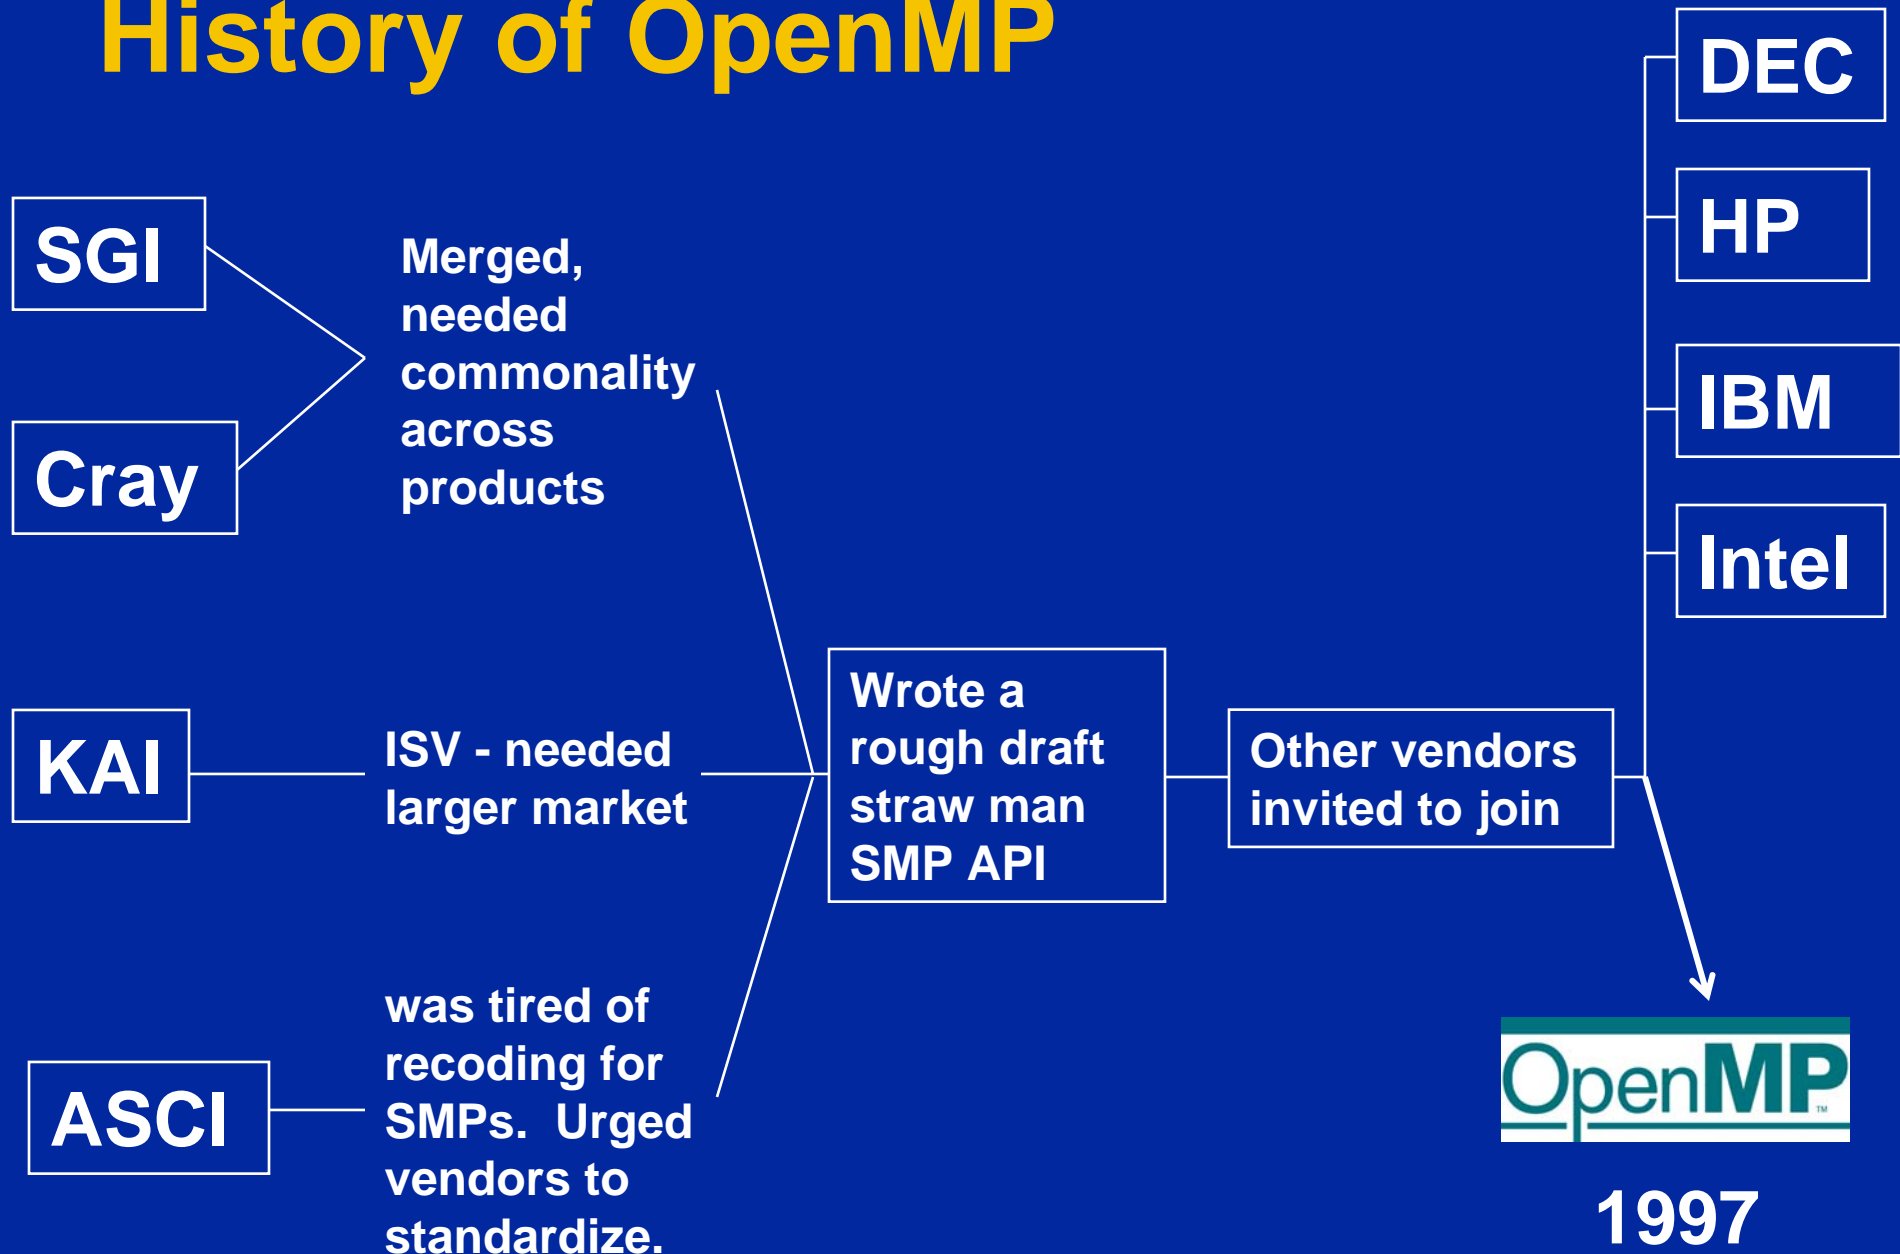 History of OpenMP
SGI
Cray
Merged,
needed
commonality
across
products
KAI
ISV - needed
larger market
ASCI
was tired of
recoding for
SMPs.  Urged
vendors to
standardize.
Wrote a
rough draft
straw man
SMP API
Other vendors
invited to join
DEC
HP
IBM
Intel
OpenMP™
1997